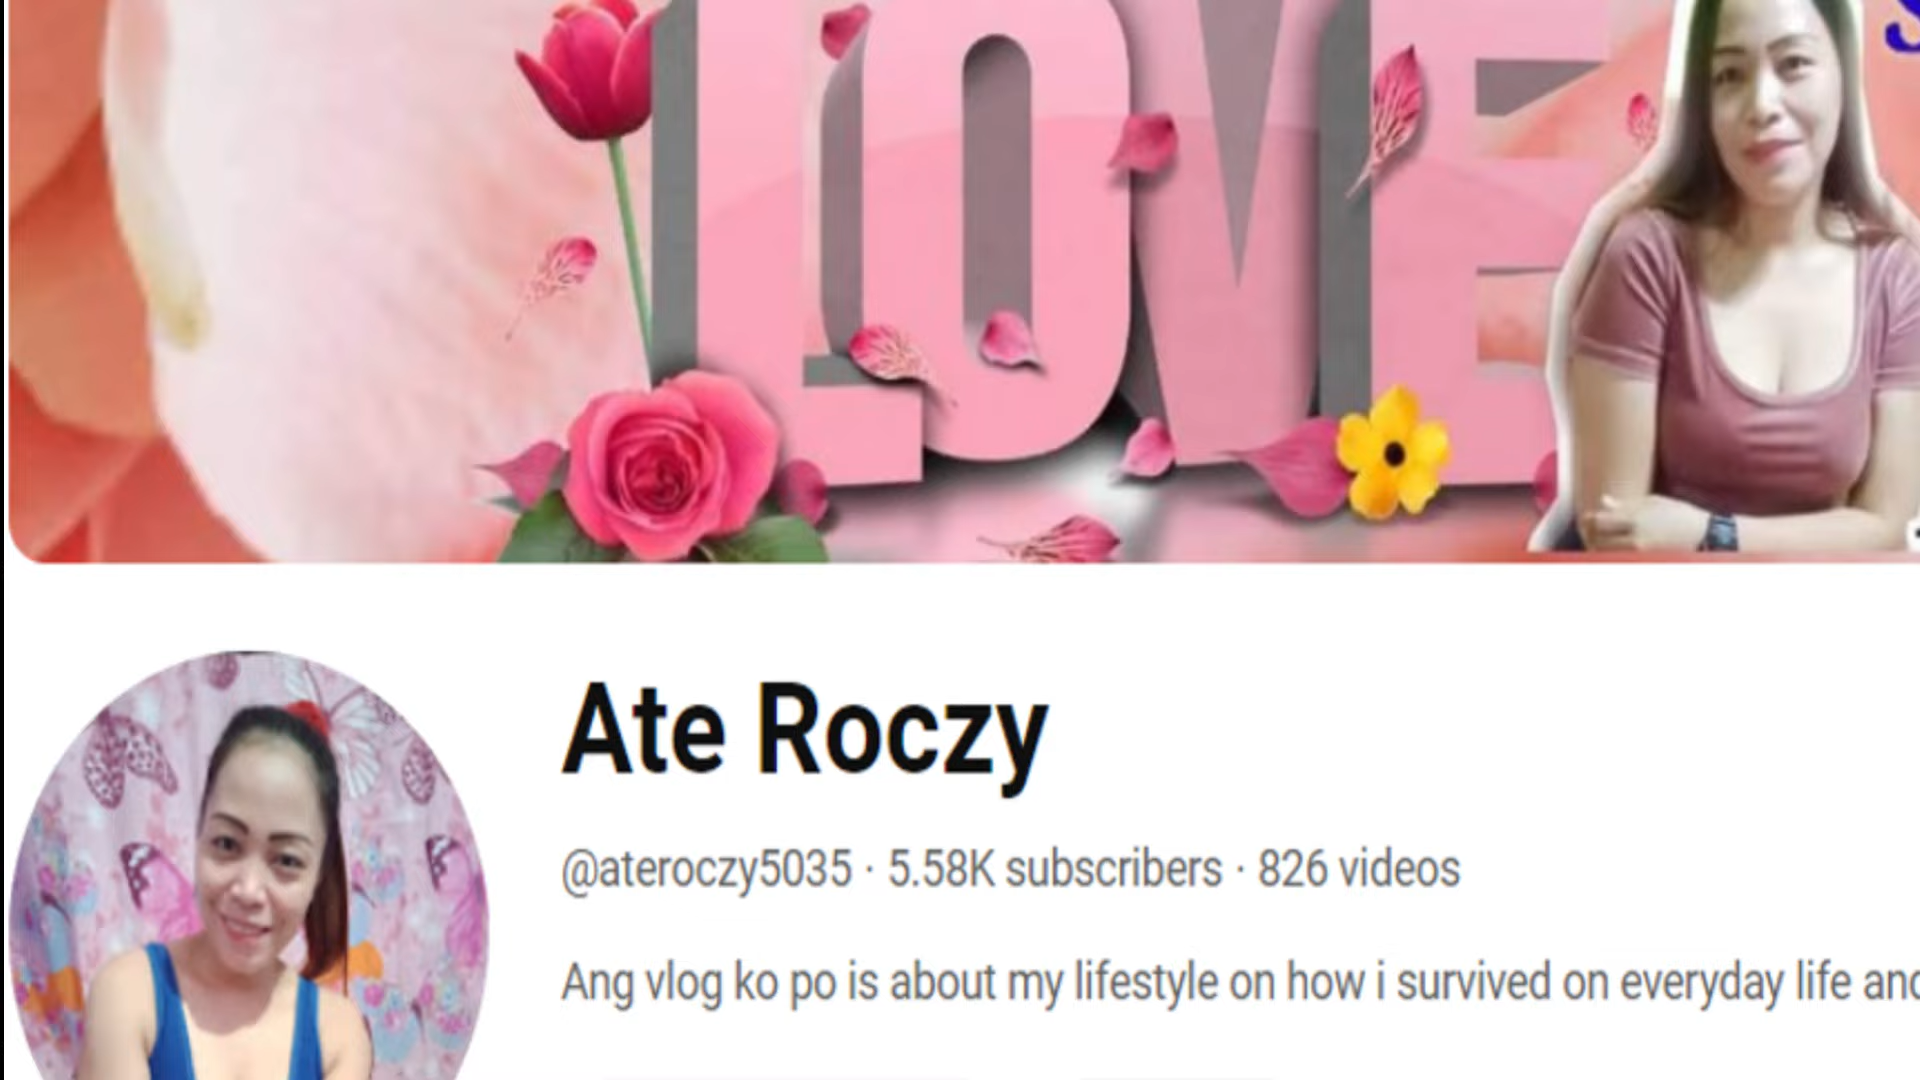 LOVE
Ate Roczy
@ateroczy5035 · 5.58K subscribers · 826 videos
Ang vlog ko po is about my lifestyle on how i survived on everyday life and